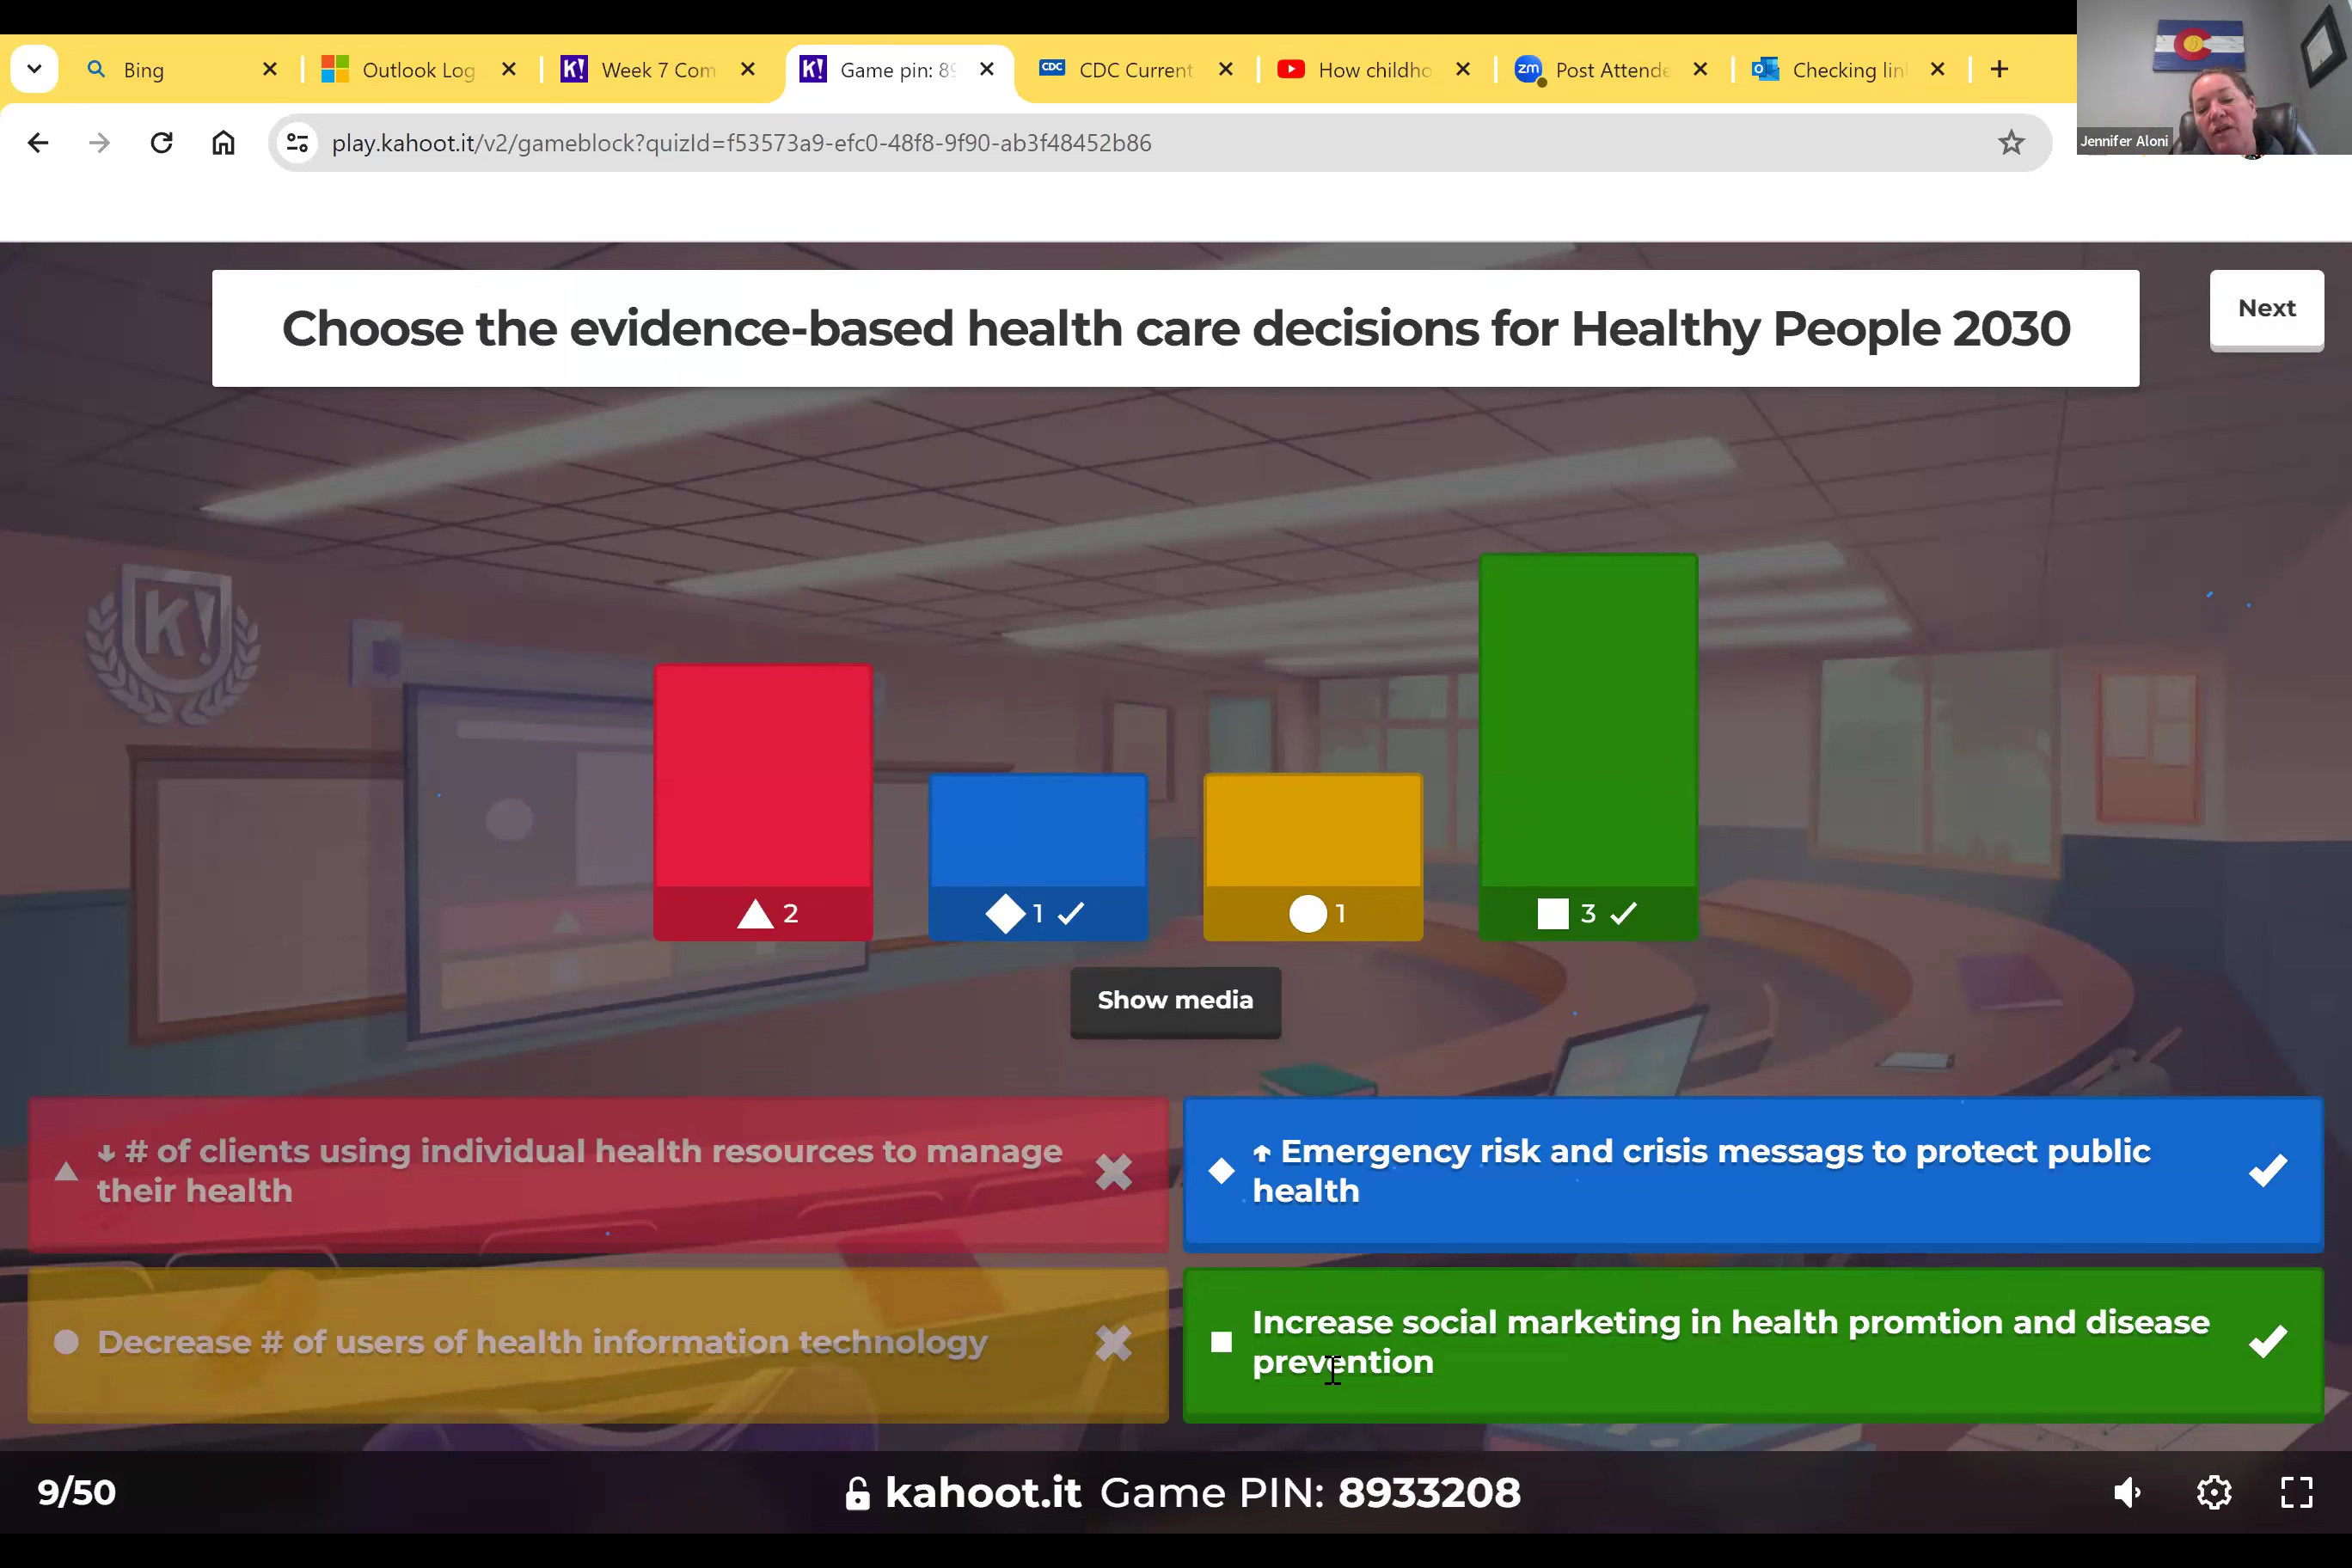 Bing
Outlook Log
Week 7 Com
Game pin: 89
CDC Current
How childho
Post Attende
Checking lin
play.kahoot.it/v2/gameblock?quizId=f53573a9-efc0-48f8-9f90-ab3f48452b86
Jennifer Aloni
Choose the evidence-based health care decisions for Healthy People 2030
Next
K!
2
1
1
3
Show media
↓ # of clients using individual health resources to manage
their health
↑ Emergency risk and crisis messags to protect public
health
Decrease # of users of health information technology
Increase social marketing in health promtion and disease
prevention
9/50
kahoot.it Game PIN: 8933208